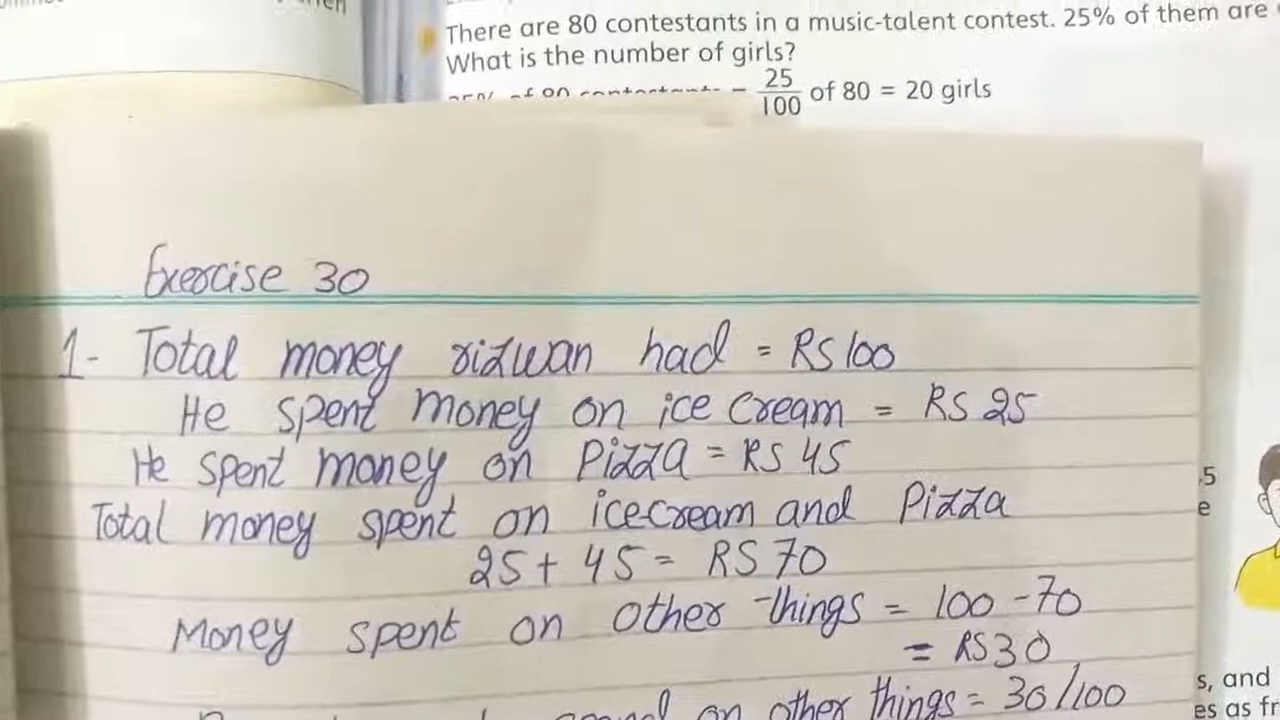 There are 80 contestants in a music-talent contest. 25% of them are
What is the number of girls?
25/100 of 80 = 20 girls
Exercise 30
1- Total money rizwan had = RS 100
He spent money on ice cream = RS 25
He spent money on Pizza = RS 45
Total money spent on icecream and Pizza
25 + 45 = RS 70
Money spent on other things = 100 - 70
= RS 30
on other things = 30/100
.5
e
s, and
es as fr